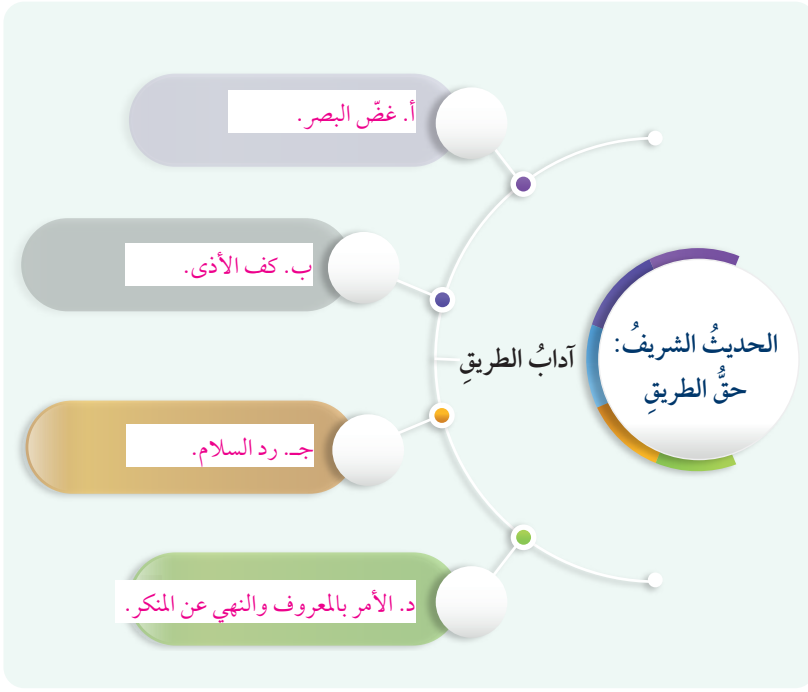 الحديثُ الشريفُ:
حقُّ الطريقِ
آدابُ الطريقِ
أ. غضّ البصر.
ب. كف الأذى.
جـ. رد السلام.
د. الأمر بالمعروف والنهي عن المنكر.